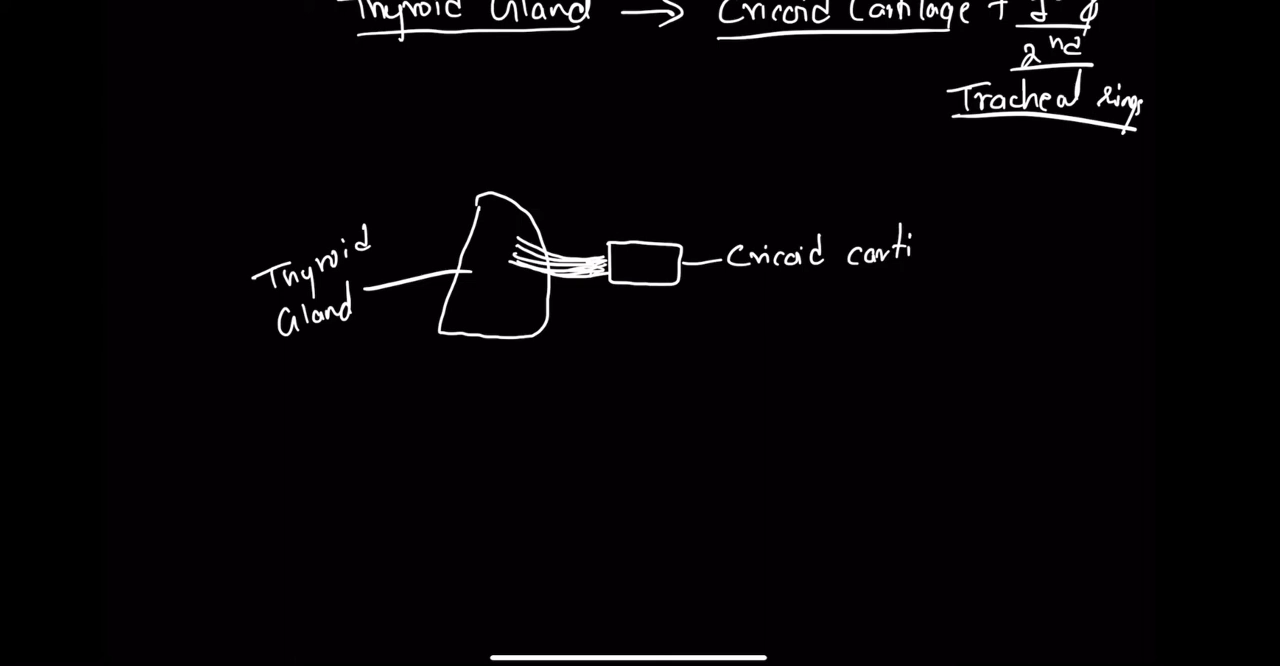 Thyroid Gland → Cricoid Cartilage +
2nd
Tracheal rings
Thyroid
Gland
Cricoid carti